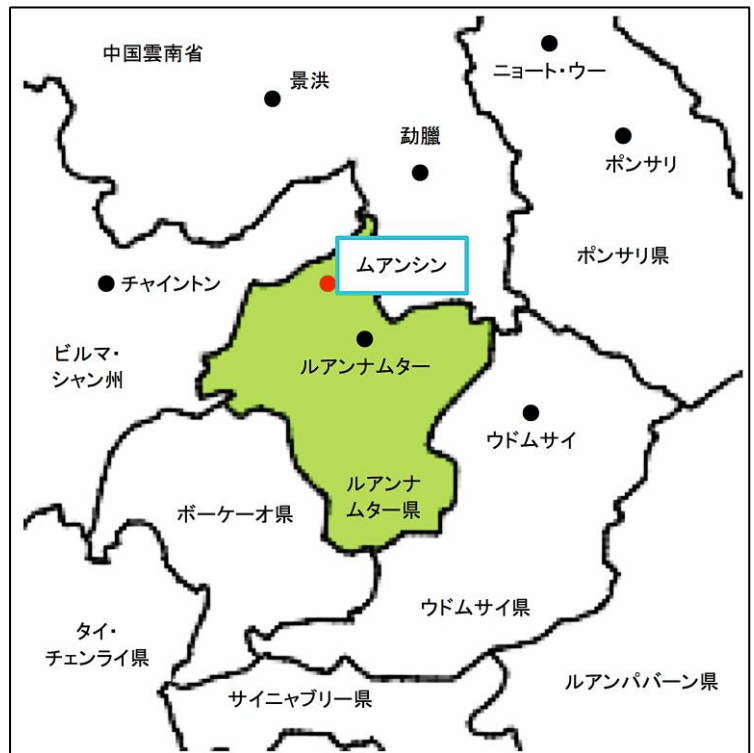 中国雲南省
景洪
ニョート・ウー
勐臘
ポンサリ
ムアンシン
ポンサリ県
チャイントン
ビルマ・
シャン州
ルアンナムター
ウドムサイ
ルアンナ
ムター県
ボーケーオ県
ウドムサイ県
タイ・
チェンライ県
サイニャブリー県
ルアンパバーン県